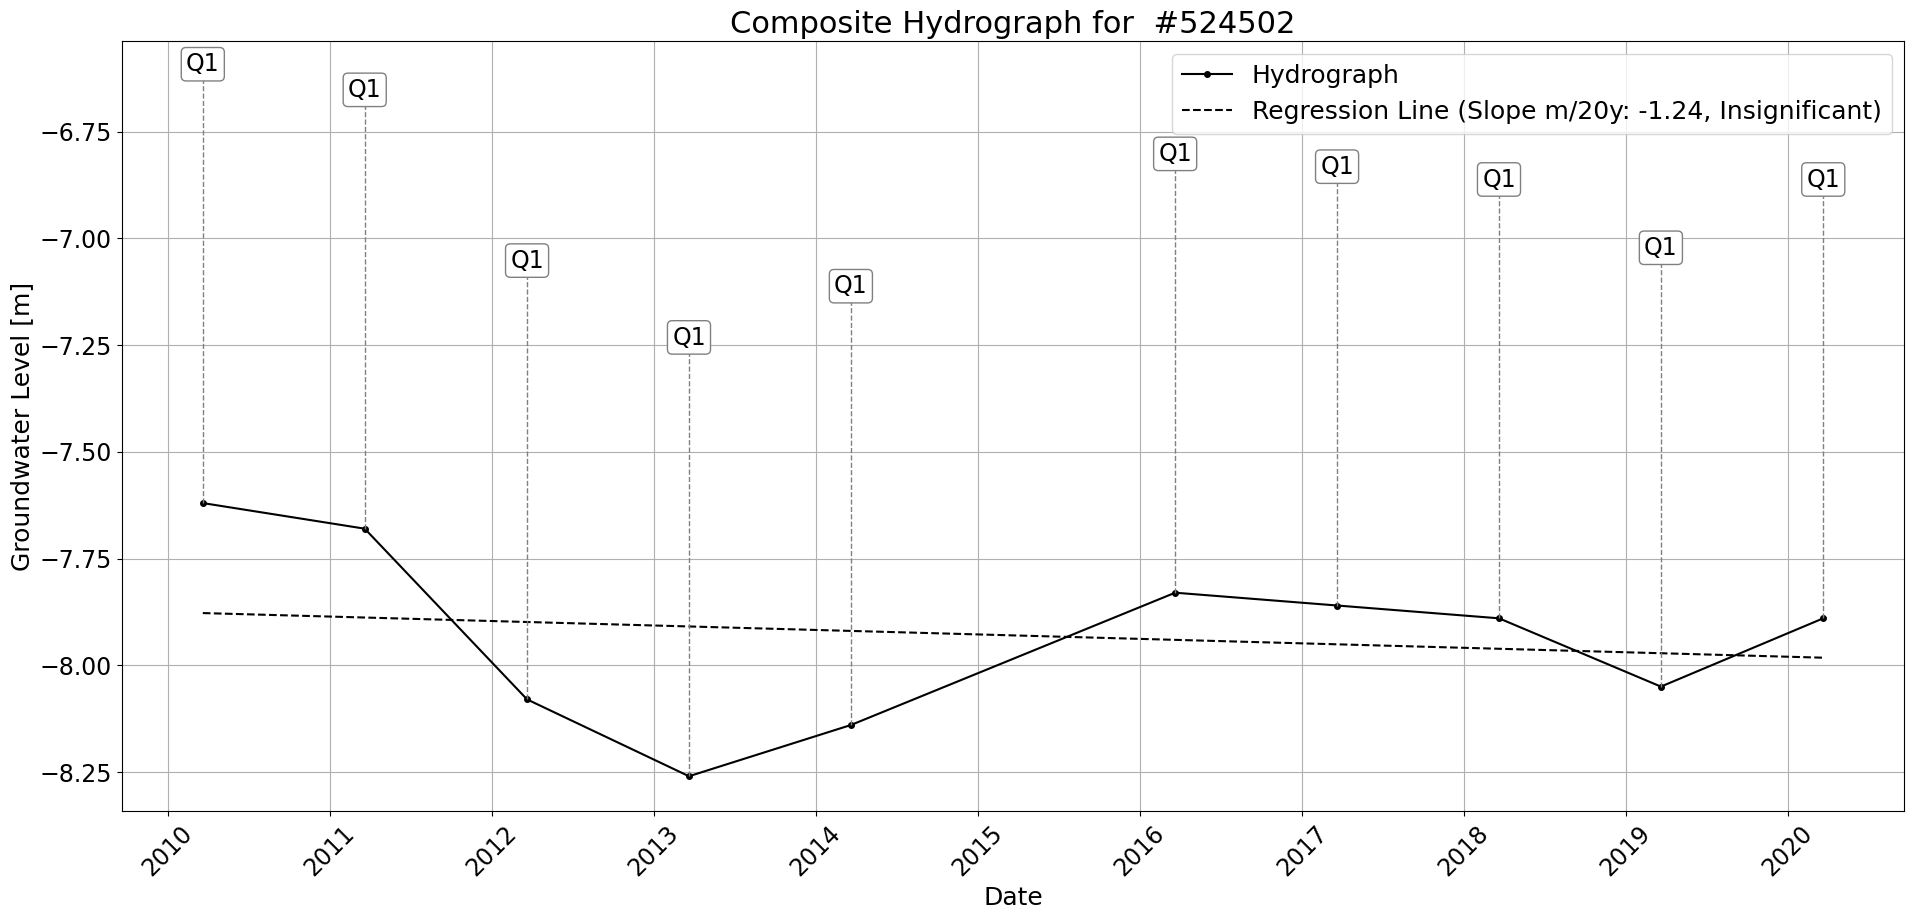 Composite Hydrograph for  #524502
Hydrograph
Regression Line (Slope m/20y: -1.24, Insignificant)
Q1
Q1
Q1
Q1
Q1
Q1
Q1
Q1
Q1
Q1
Groundwater Level [m]
−6.75
−7.00
−7.25
−7.50
−7.75
−8.00
−8.25
2010
2011
2012
2013
2014
2015
2016
2017
2018
2019
2020
Date